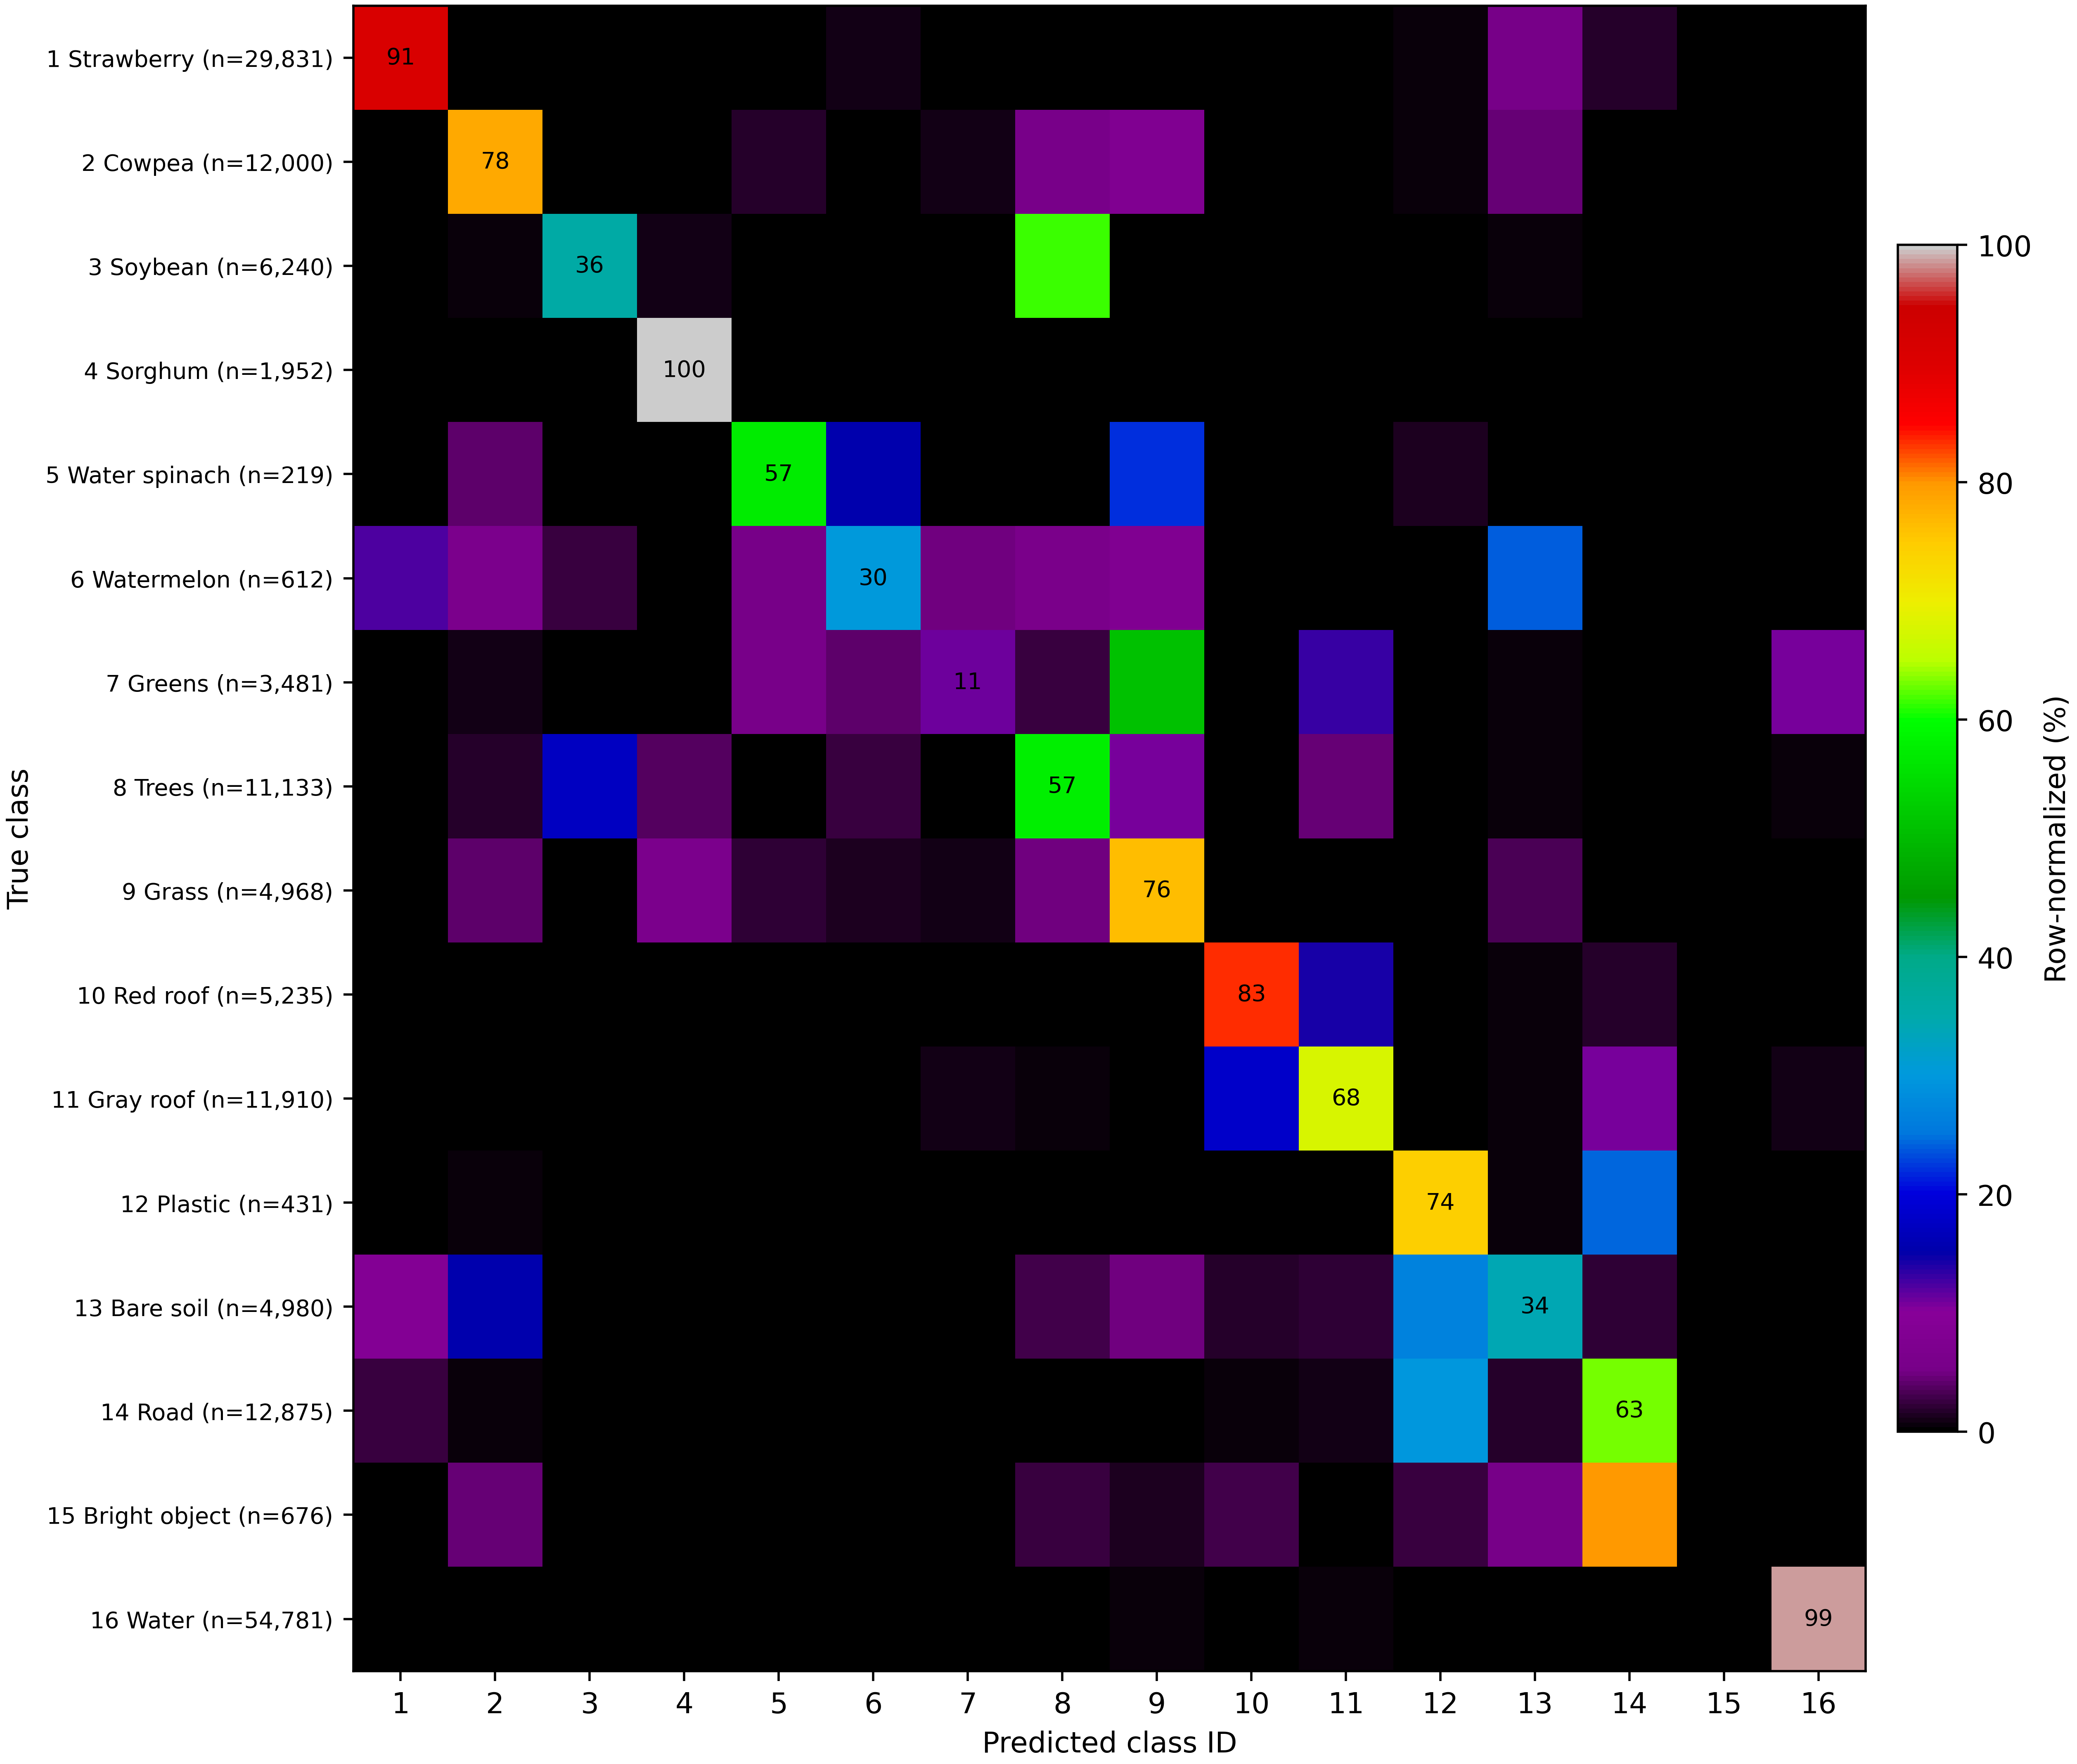 1 Strawberry (n=29,831)
91
2 Cowpea (n=12,000)
78
3 Soybean (n=6,240)
36
4 Sorghum (n=1,952)
100
5 Water spinach (n=219)
57
6 Watermelon (n=612)
30
7 Greens (n=3,481)
11
8 Trees (n=11,133)
57
9 Grass (n=4,968)
76
10 Red roof (n=5,235)
83
11 Gray roof (n=11,910)
68
12 Plastic (n=431)
74
13 Bare soil (n=4,980)
34
14 Road (n=12,875)
63
15 Bright object (n=676)
16 Water (n=54,781)
99
True class
1 2 3 4 5 6 7 8 9 10 11 12 13 14 15 16
Predicted class ID
100
80
60
40
20
0
Row-normalized (%)